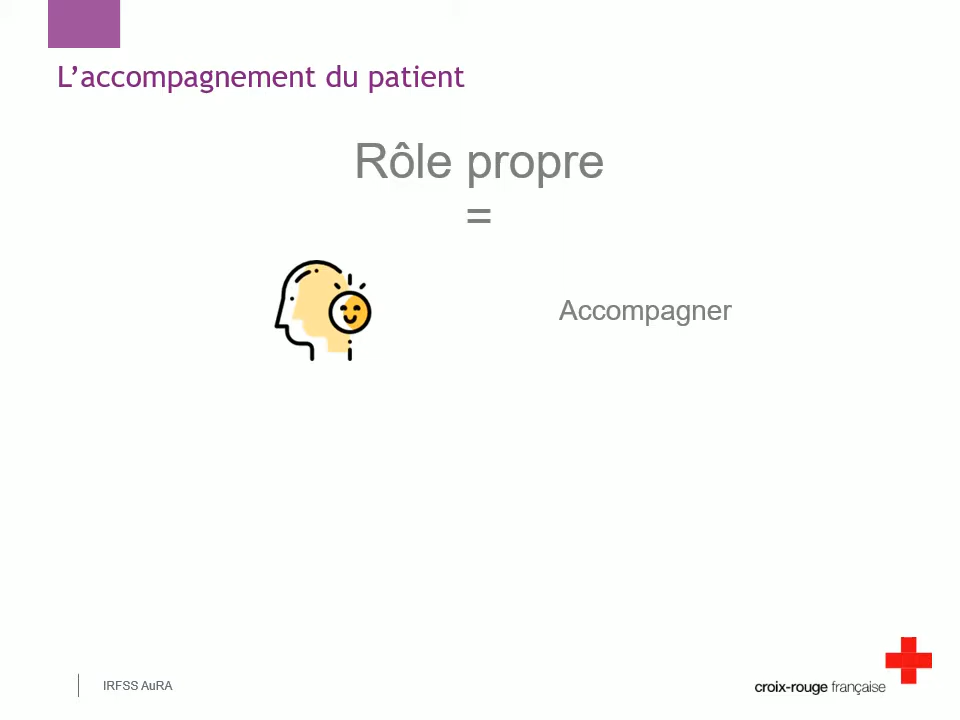 L’accompagnement du patient
Rôle propre
=
Accompagner
IRFSS AuRA
croix-rouge française